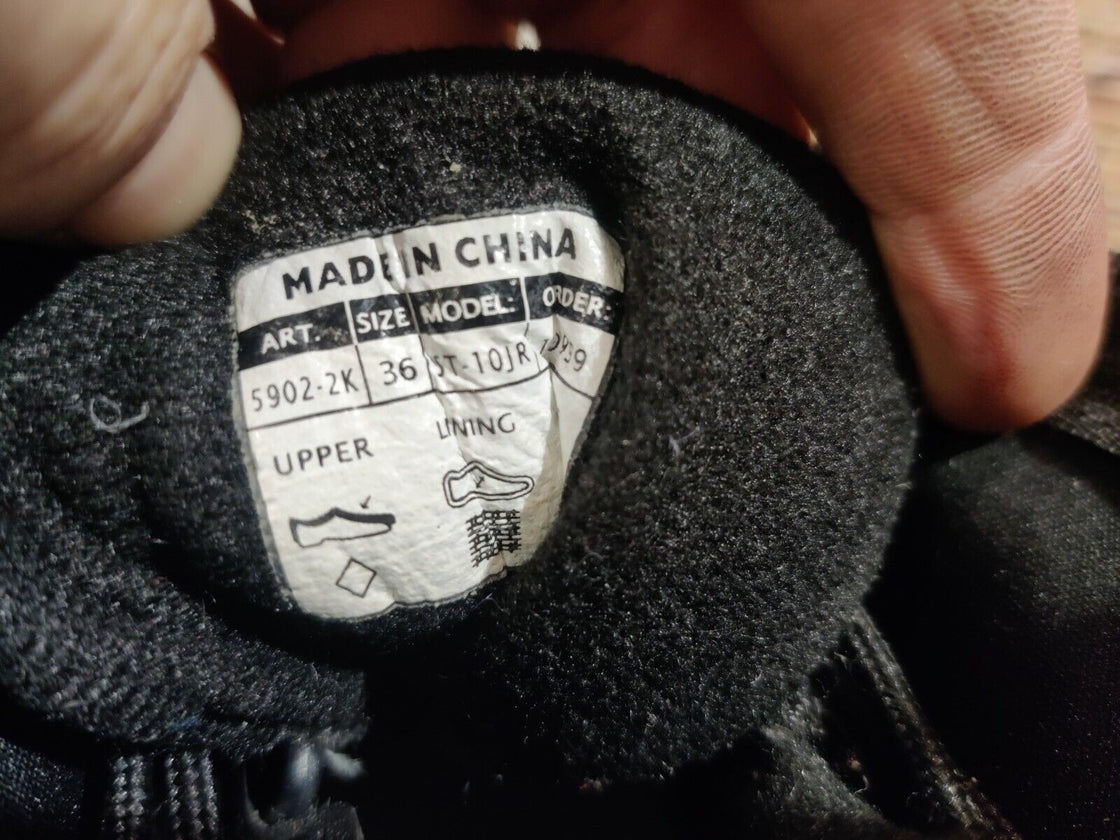 MADE IN CHINA
ART. SIZE MODEL: ORDER:
5902-2K 36 ST-10JR
UPPER LINING